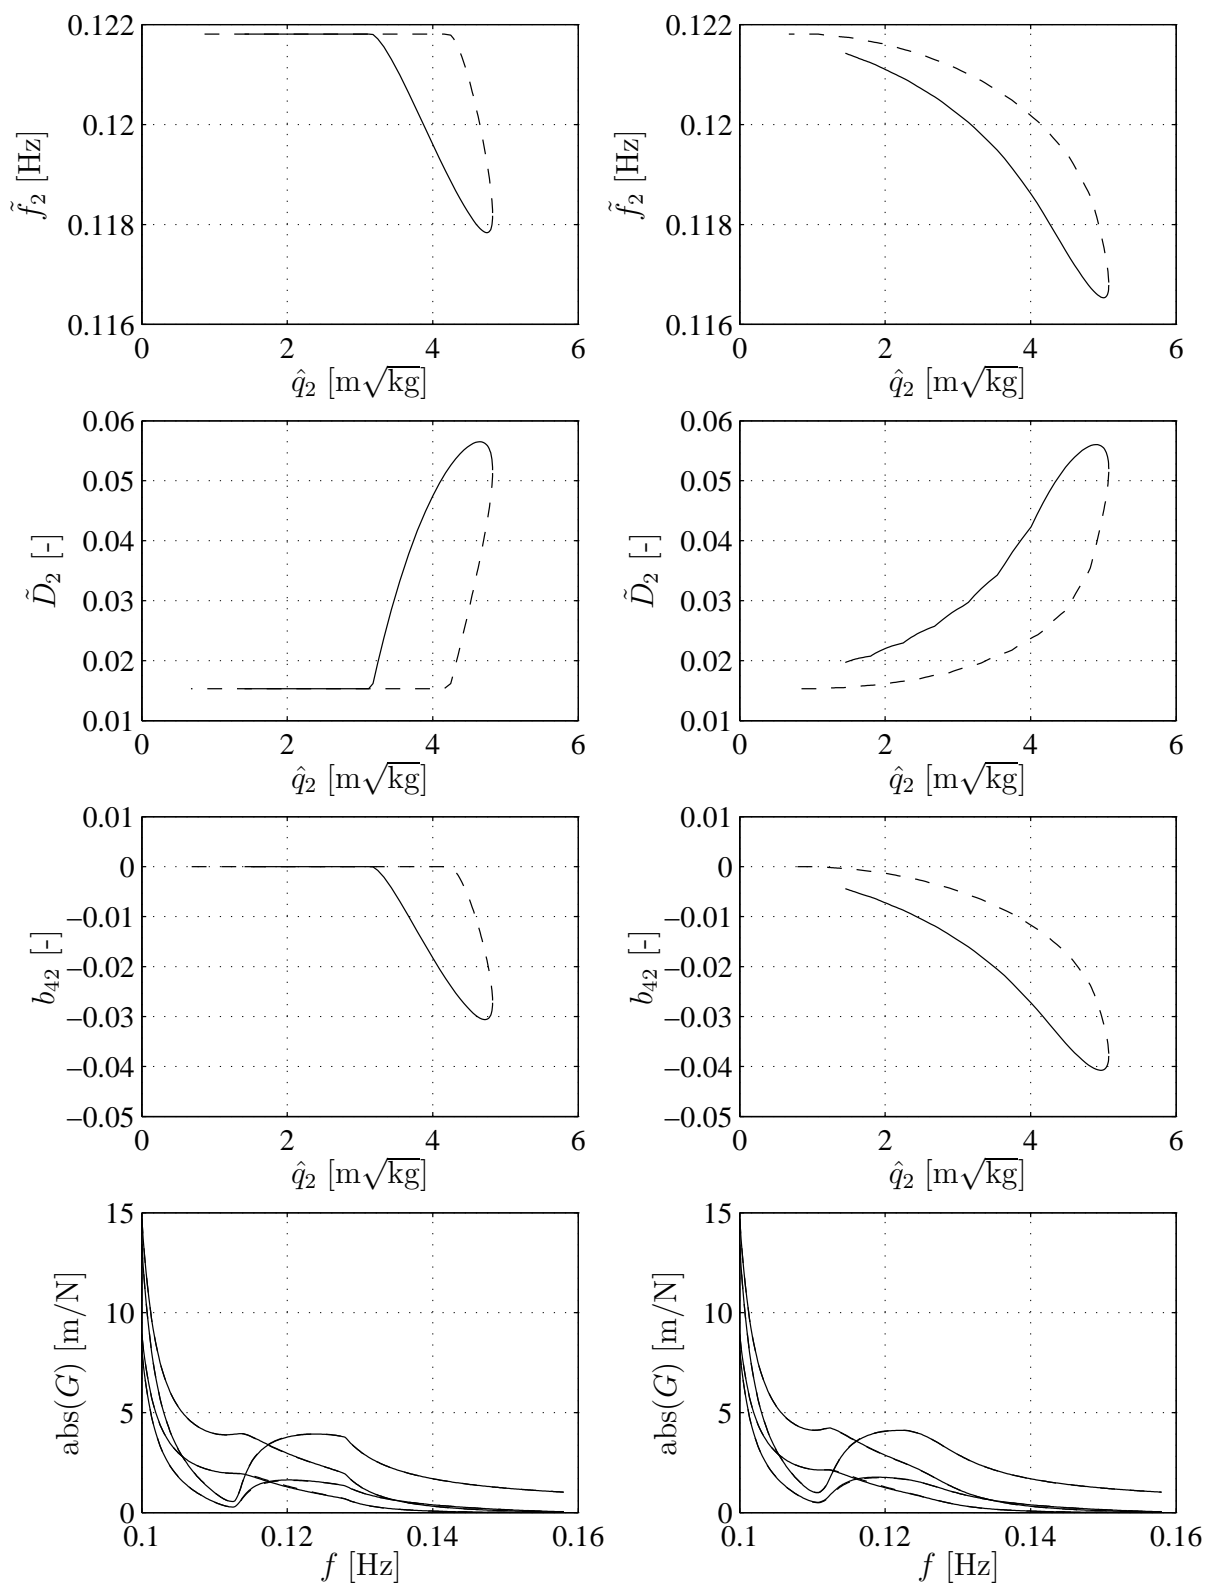 0.122 0.12 0.118 0.116
f̃₂ [Hz]
0 2 4 6
q̂₂ [m√kg]
0.122 0.12 0.118 0.116
f̃₂ [Hz]
0 2 4 6
q̂₂ [m√kg]
0.06 0.05 0.04 0.03 0.02 0.01
D̃₂ [-]
0 2 4 6
q̂₂ [m√kg]
0.06 0.05 0.04 0.03 0.02 0.01
D̃₂ [-]
0 2 4 6
q̂₂ [m√kg]
0.01 0 −0.01 −0.02 −0.03 −0.04 −0.05
b₄₂ [-]
0 2 4 6
q̂₂ [m√kg]
0.01 0 −0.01 −0.02 −0.03 −0.04 −0.05
b₄₂ [-]
0 2 4 6
q̂₂ [m√kg]
15 10 5 0
abs(G) [m/N]
0.1 0.12 0.14 0.16
f [Hz]
15 10 5 0
abs(G) [m/N]
0.1 0.12 0.14 0.16
f [Hz]